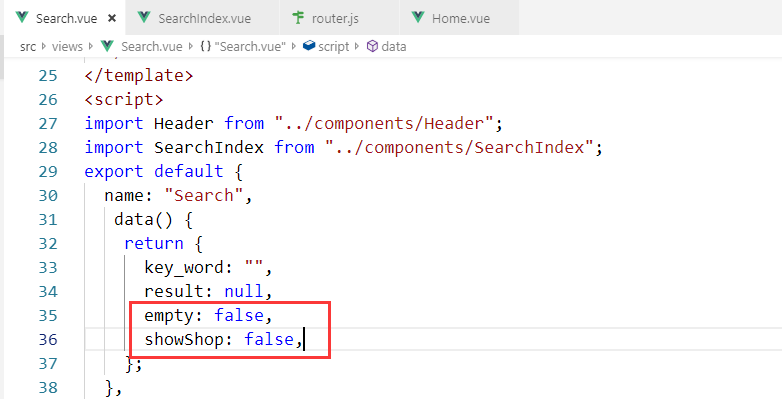 Search.vue × SearchIndex.vue router.js Home.vue
src › views › Search.vue › {} "Search.vue" › script › data
25 </template>
26 <script>
27 import Header from "../components/Header";
28 import SearchIndex from "../components/SearchIndex";
29 export default {
30 name: "Search",
31 data() {
32 return {
33 key_word: "",
34 result: null,
35 empty: false,
36 showShop: false,
37 };
38 },